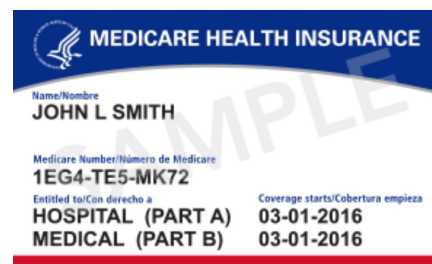 MEDICARE HEALTH INSURANCE
Name/Nombre
JOHN L SMITH
Medicare Number/Número de Medicare
1EG4-TE5-MK72
Entitled to/Con derecho a Coverage starts/Cobertura empieza
HOSPITAL (PART A) 03-01-2016
MEDICAL (PART B) 03-01-2016
SAMPLE